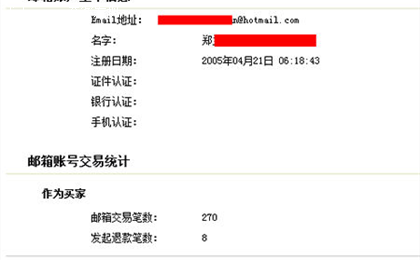 Email地址： n@hotmail.com
名字： 郑
注册日期： 2005年04月21日 06:18:43
证件认证：
银行认证：
手机认证：
邮箱账号交易统计
作为买家
邮箱交易笔数： 270
发起退款笔数： 8